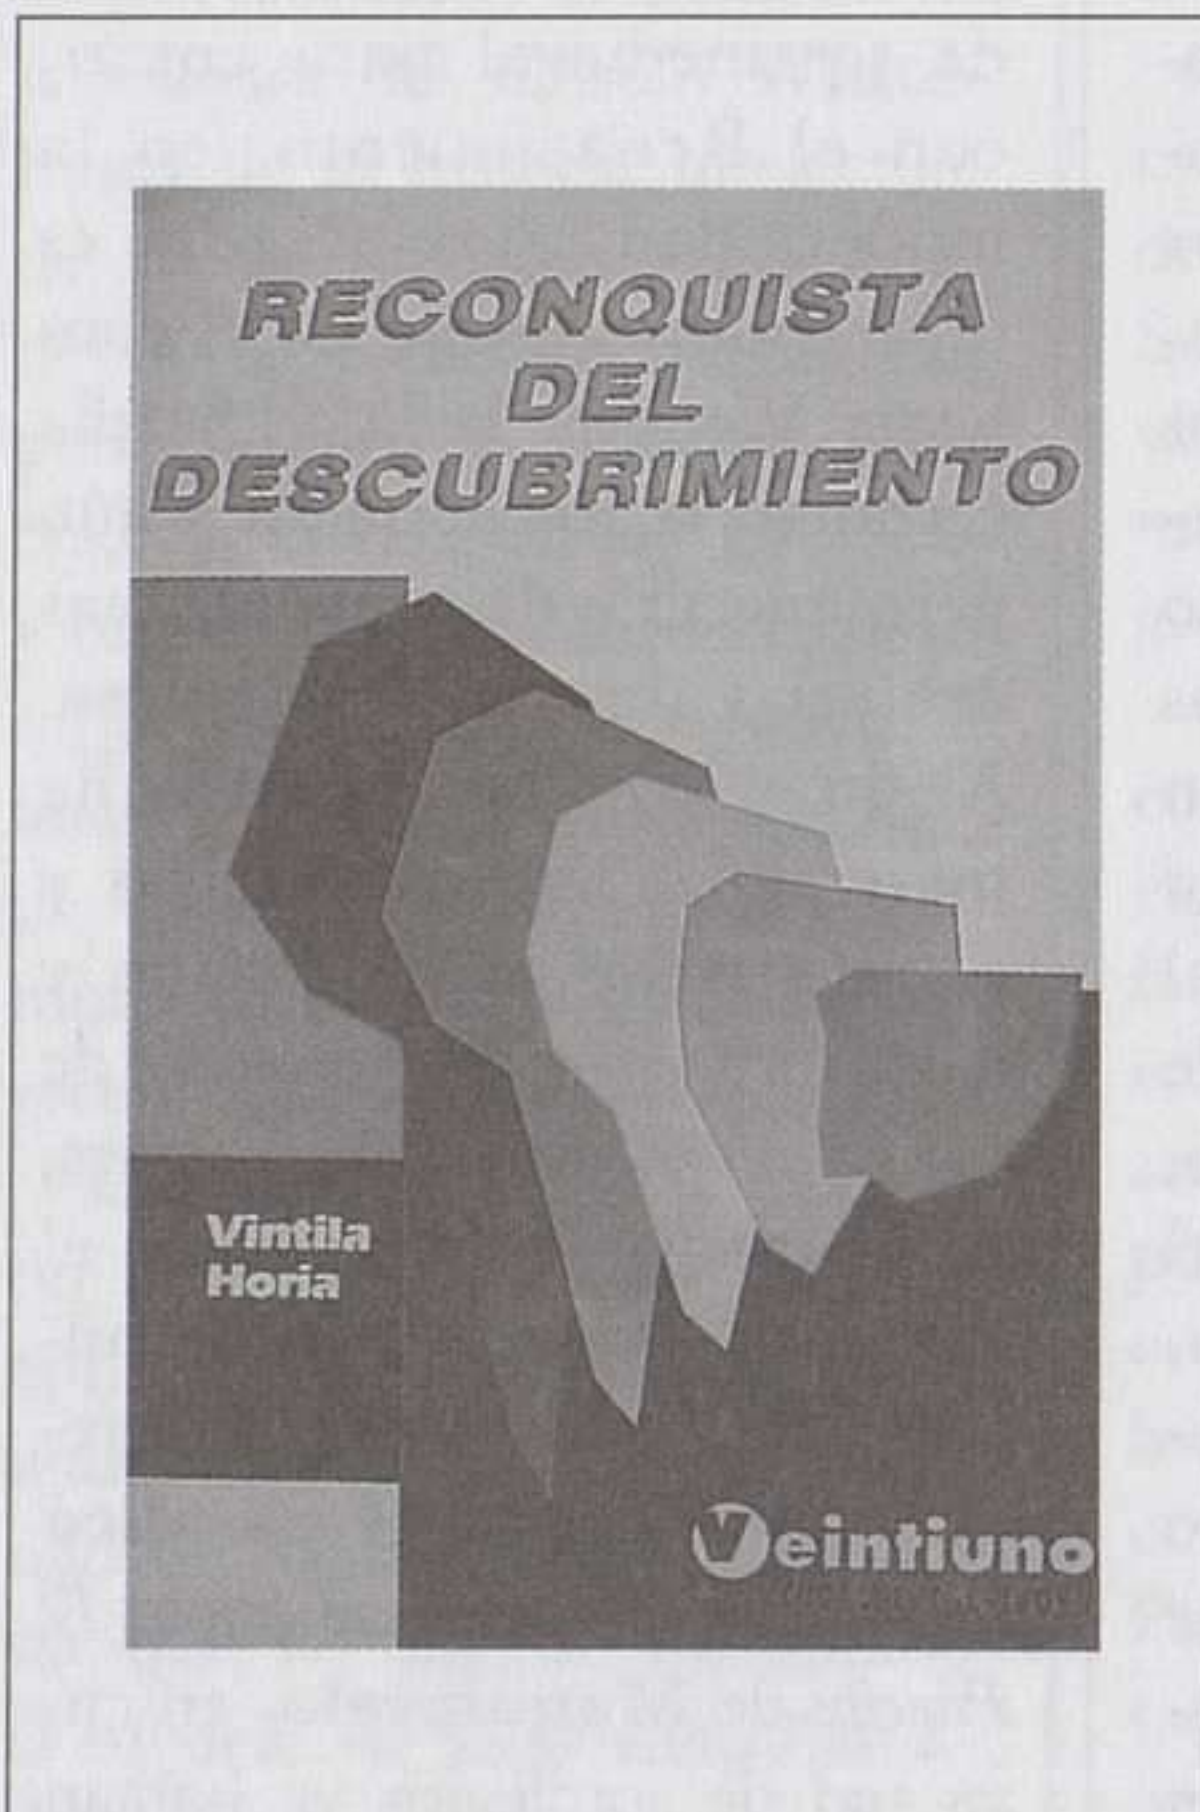 RECONQUISTA
DEL
DESCUBRIMIENTO
Vintila
Horia
Veintiuno